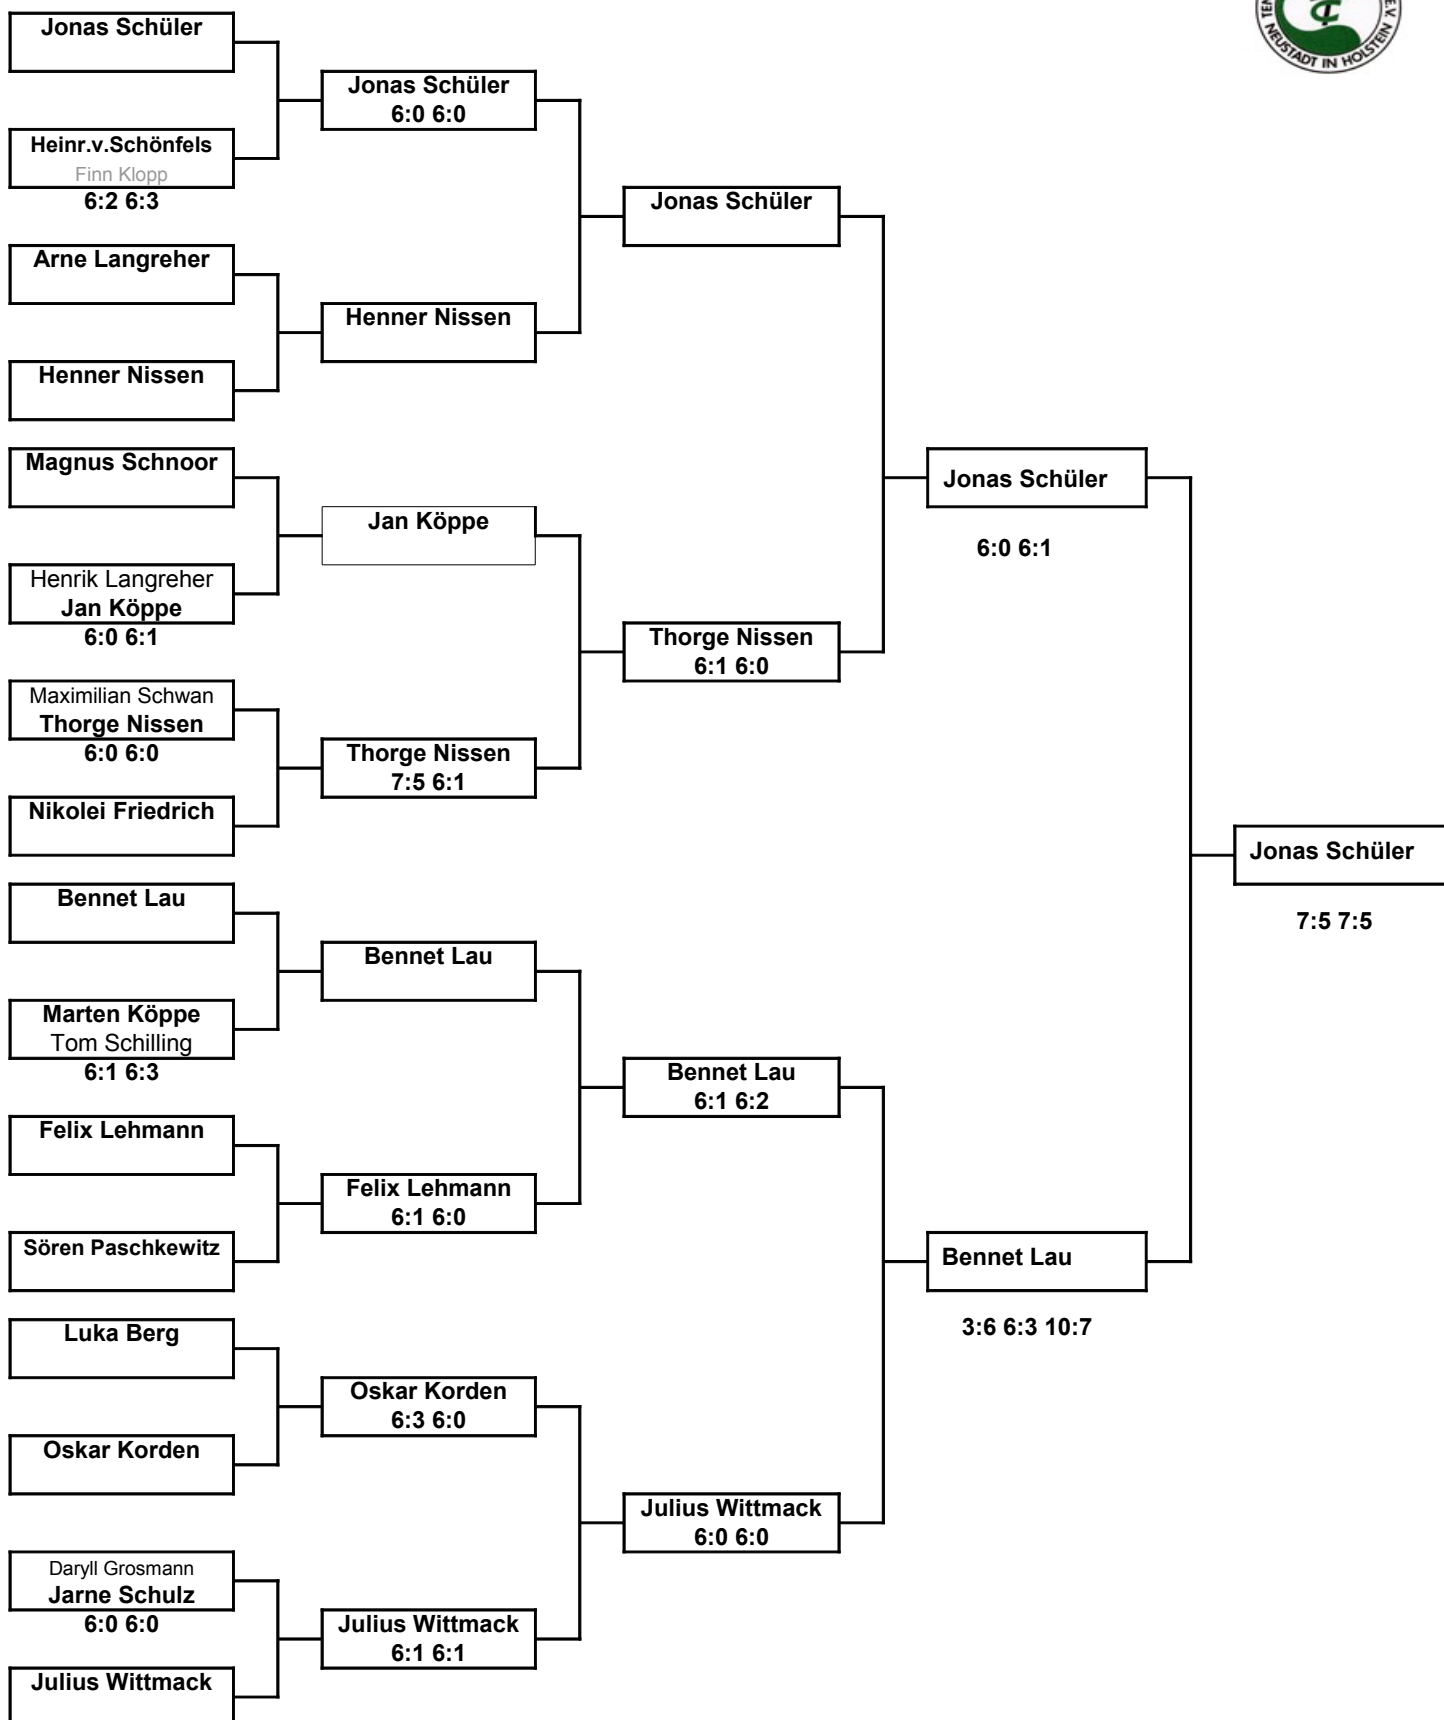 Jonas Schüler
Heinr.v.Schönfels
Finn Klopp
6:2 6:3
Arne Langreher
Henner Nissen
Magnus Schnoor
Henrik Langreher
Jan Köppe
6:0 6:1
Maximilian Schwan
Thorge Nissen
6:0 6:0
Nikolei Friedrich
Bennet Lau
Marten Köppe
Tom Schilling
6:1 6:3
Felix Lehmann
Sören Paschkewitz
Luka Berg
Oskar Korden
Daryll Grosmann
Jarne Schulz
6:0 6:0
Julius Wittmack
Jonas Schüler
6:0 6:0
Henner Nissen
Jan Köppe
Thorge Nissen
7:5 6:1
Bennet Lau
Felix Lehmann
6:1 6:0
Oskar Korden
6:3 6:0
Julius Wittmack
6:1 6:1
Jonas Schüler
Thorge Nissen
6:1 6:0
Bennet Lau
6:1 6:2
Julius Wittmack
6:0 6:0
Jonas Schüler
6:0 6:1
Bennet Lau
3:6 6:3 10:7
Jonas Schüler
7:5 7:5
NEUSTADT IN HOLSTEIN E.V.